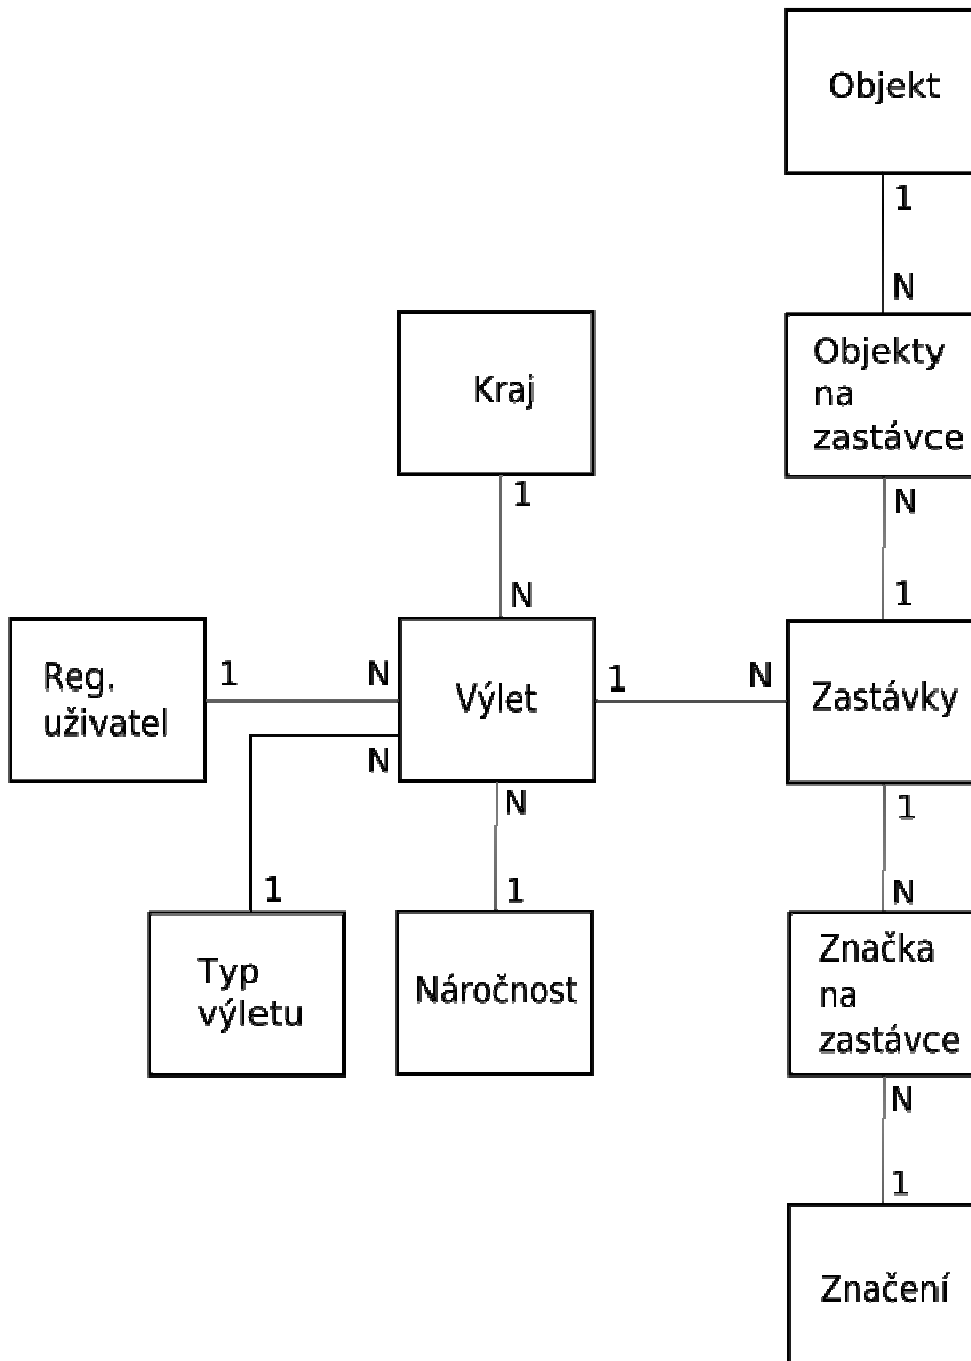 Objekt
1
N
Objekty
na
zastávce
Kraj
N
1
1
N
Reg.
uživatel
1
N
Výlet
1
N
Zastávky
N
N
1
1
1
N
Typ
výletu
Náročnost
Značka
na
zastávce
N
1
Značení